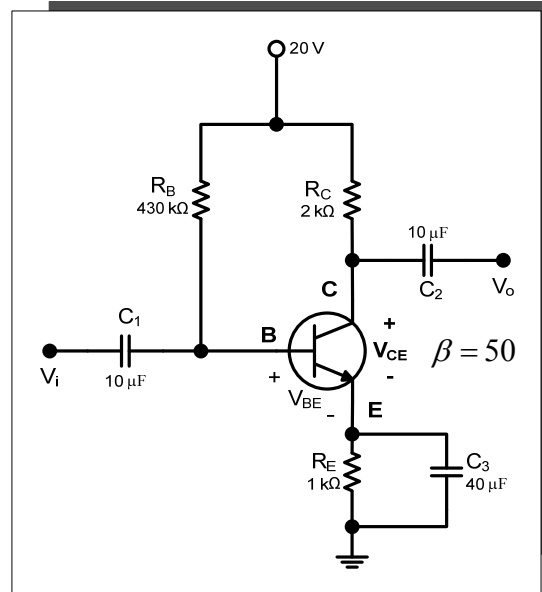 20 V
R_B
430 kΩ
R_C
2 kΩ
10 μF
C
C_2
V_o
C_1
B
+
V_CE
β = 50
V_i
10 μF
+
V_BE
-
-
E
R_E
1 kΩ
C_3
40 μF